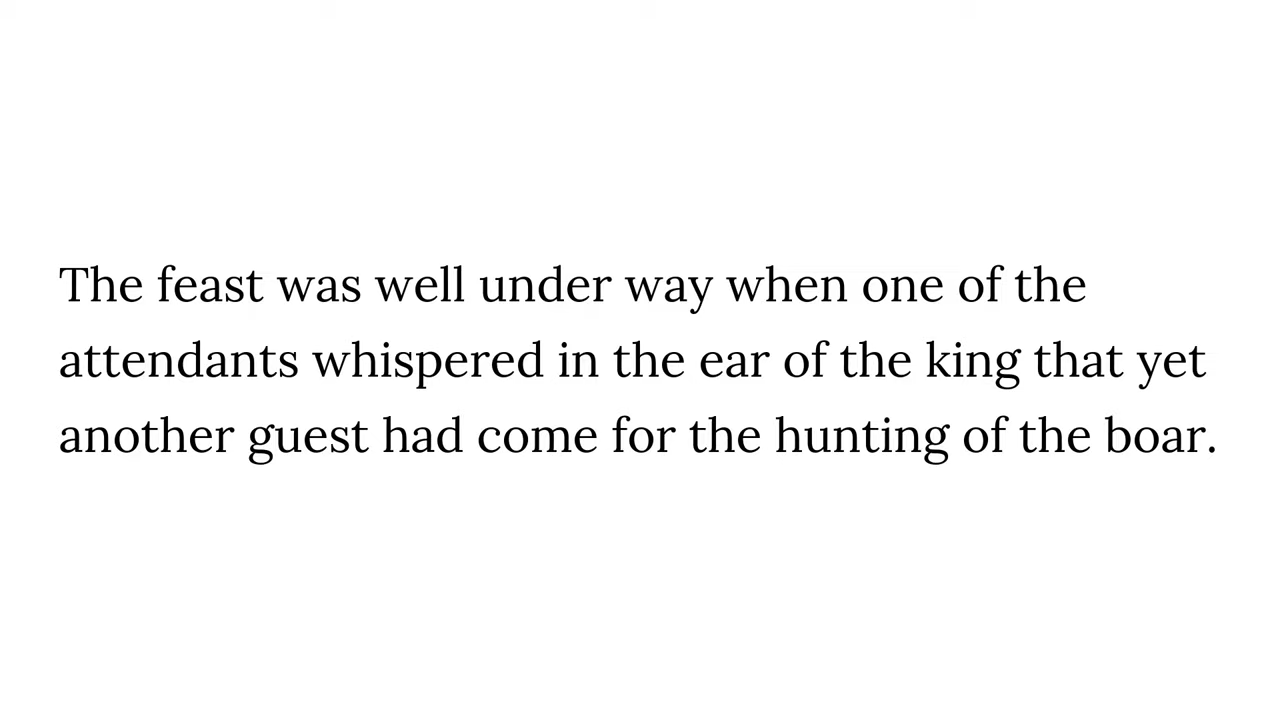 The feast was well under way when one of the
attendants whispered in the ear of the king that yet
another guest had come for the hunting of the boar.